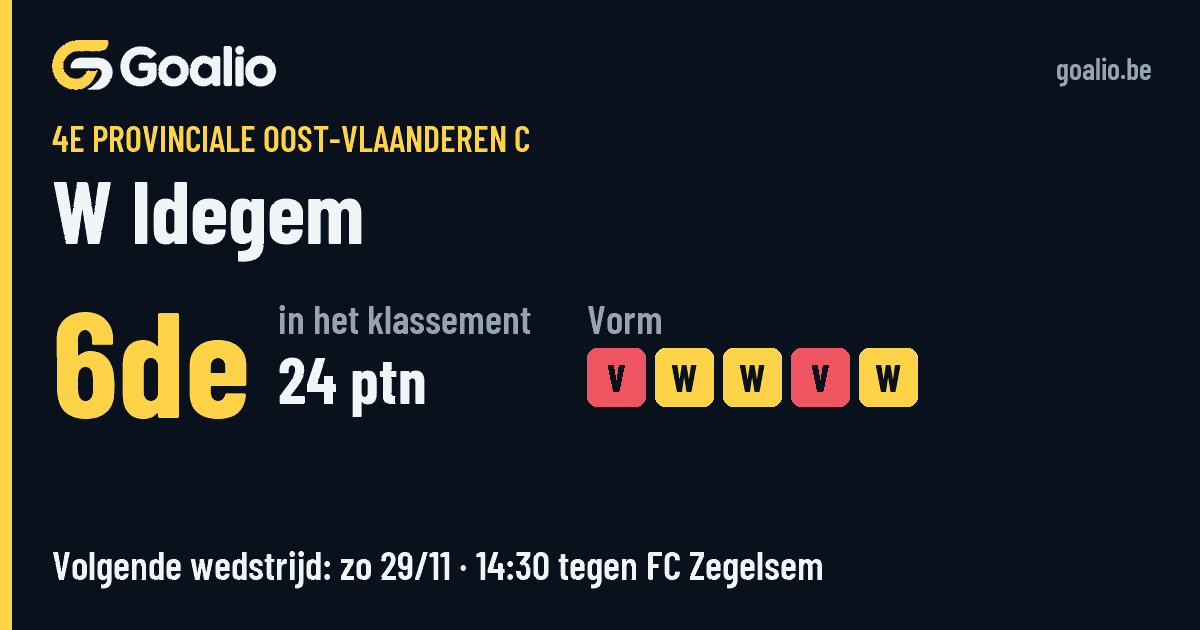 Goalio
goalio.be
4E PROVINCIALE OOST-VLAANDEREN C
W Idegem
6de
in het klassement
24 ptn
Vorm
V W W V W
Volgende wedstrijd: zo 29/11 · 14:30 tegen FC Zegelsem